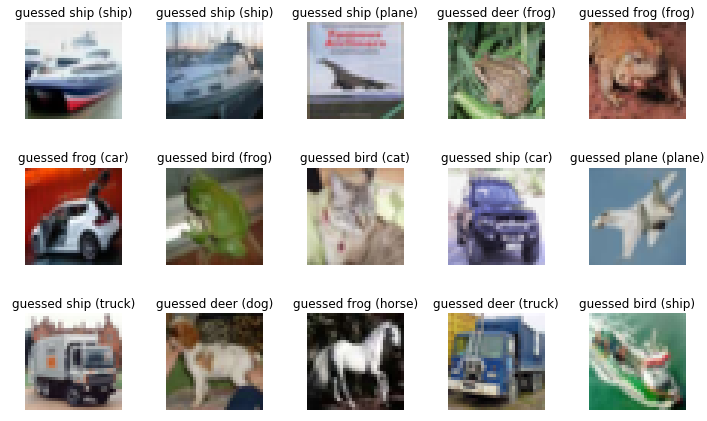 guessed ship (ship)
guessed ship (ship)
guessed ship (plane)
guessed deer (frog)
guessed frog (frog)
guessed frog (car)
guessed bird (frog)
guessed bird (cat)
guessed ship (car)
guessed plane (plane)
guessed ship (truck)
guessed deer (dog)
guessed frog (horse)
guessed deer (truck)
guessed bird (ship)